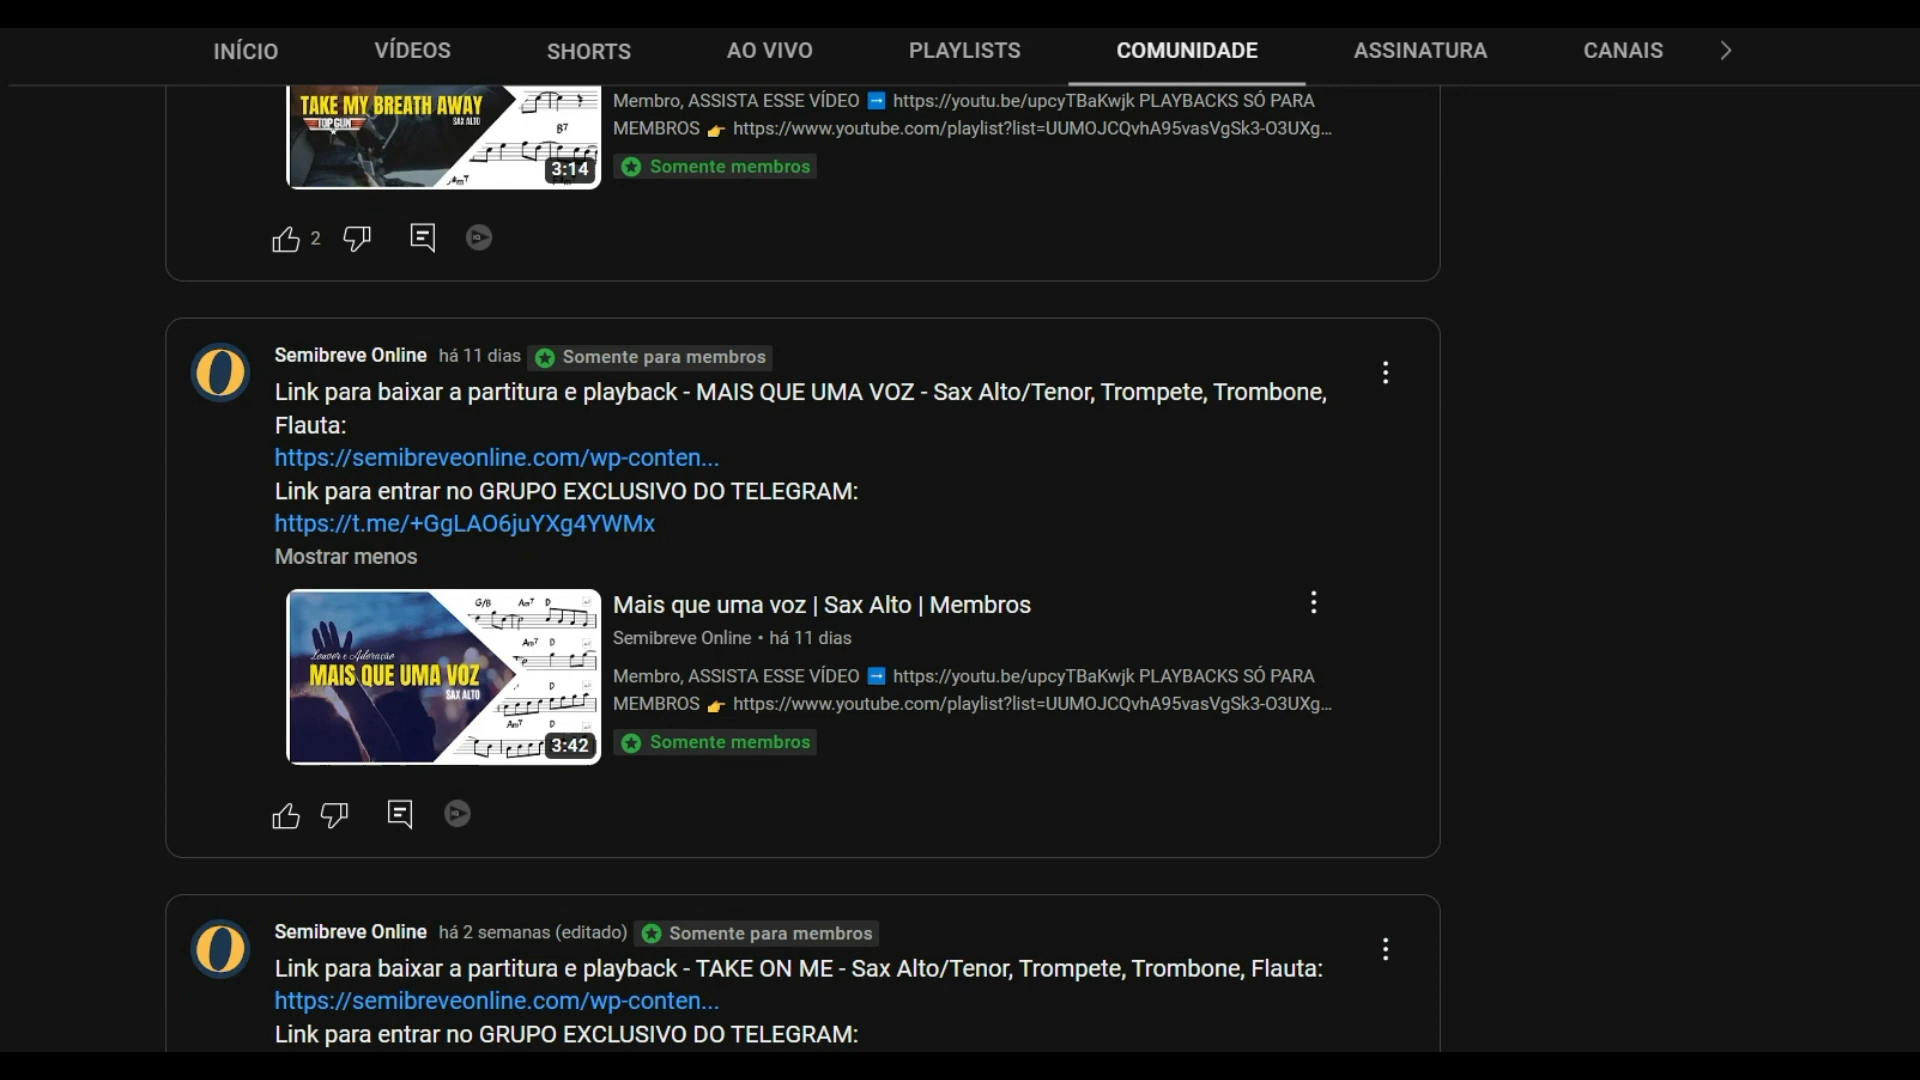 INÍCIO VÍDEOS SHORTS AO VIVO PLAYLISTS COMUNIDADE ASSINATURA CANAIS
TAKE MY BREATH AWAY
SAX ALTO
TOP GUN
B7
3:14
Membro, ASSISTA ESSE VÍDEO ➡ https://youtu.be/upcyTBaKwjk PLAYBACKS SÓ PARA
MEMBROS 👉 https://www.youtube.com/playlist?list=UUMOJCQvhA95vasVgSk3-O3UXg...
Somente membros
2
Semibreve Online há 11 dias Somente para membros
Link para baixar a partitura e playback - MAIS QUE UMA VOZ - Sax Alto/Tenor, Trompete, Trombone,
Flauta:
https://semibreveonline.com/wp-conten...
Link para entrar no GRUPO EXCLUSIVO DO TELEGRAM:
https://t.me/+GgLAO6juYXg4YWMx
Mostrar menos
G/B Am7 D
Am7 D
D
Am7 D
Louvor e Adoração
MAIS QUE UMA VOZ
SAX ALTO
3:42
Mais que uma voz | Sax Alto | Membros
Semibreve Online • há 11 dias
Membro, ASSISTA ESSE VÍDEO ➡ https://youtu.be/upcyTBaKwjk PLAYBACKS SÓ PARA
MEMBROS 👉 https://www.youtube.com/playlist?list=UUMOJCQvhA95vasVgSk3-O3UXg...
Somente membros
Semibreve Online há 2 semanas (editado) Somente para membros
Link para baixar a partitura e playback - TAKE ON ME - Sax Alto/Tenor, Trompete, Trombone, Flauta:
https://semibreveonline.com/wp-conten...
Link para entrar no GRUPO EXCLUSIVO DO TELEGRAM: